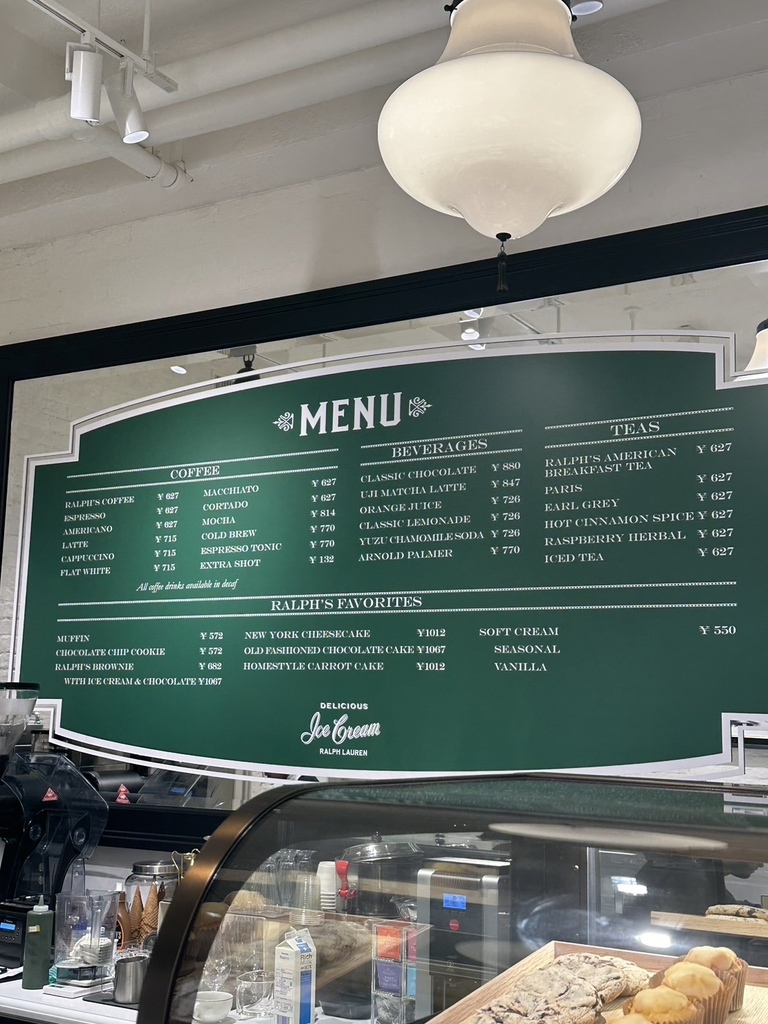 MENU
COFFEE
RALPH'S COFFEE ¥ 627
ESPRESSO ¥ 627
AMERICANO ¥ 627
LATTE ¥ 715
CAPPUCCINO ¥ 715
FLAT WHITE ¥ 715
MACCHIATO ¥ 627
CORTADO ¥ 627
MOCHA ¥ 814
COLD BREW ¥ 770
ESPRESSO TONIC ¥ 770
EXTRA SHOT ¥ 132
All coffee drinks available in decaf
BEVERAGES
CLASSIC CHOCOLATE ¥ 880
UJI MATCHA LATTE ¥ 847
ORANGE JUICE ¥ 726
CLASSIC LEMONADE ¥ 726
YUZU CHAMOMILE SODA ¥ 726
ARNOLD PALMER ¥ 770
TEAS
RALPH'S AMERICAN ¥ 627
BREAKFAST TEA
PARIS ¥ 627
EARL GREY ¥ 627
HOT CINNAMON SPICE ¥ 770
RASPBERRY HERBAL ¥ 627
ICED TEA ¥ 627
RALPH'S FAVORITES
MUFFIN ¥ 572
CHOCOLATE CHIP COOKIE ¥ 572
RALPH'S BROWNIE ¥ 682
WITH ICE CREAM & CHOCOLATE ¥1067
NEW YORK CHEESECAKE ¥1012
OLD FASHIONED CHOCOLATE CAKE ¥1067
HOMESTYLE CARROT CAKE ¥1012
SOFT CREAM ¥ 550
SEASONAL
VANILLA
DELICIOUS
Ice Cream
RALPH LAUREN